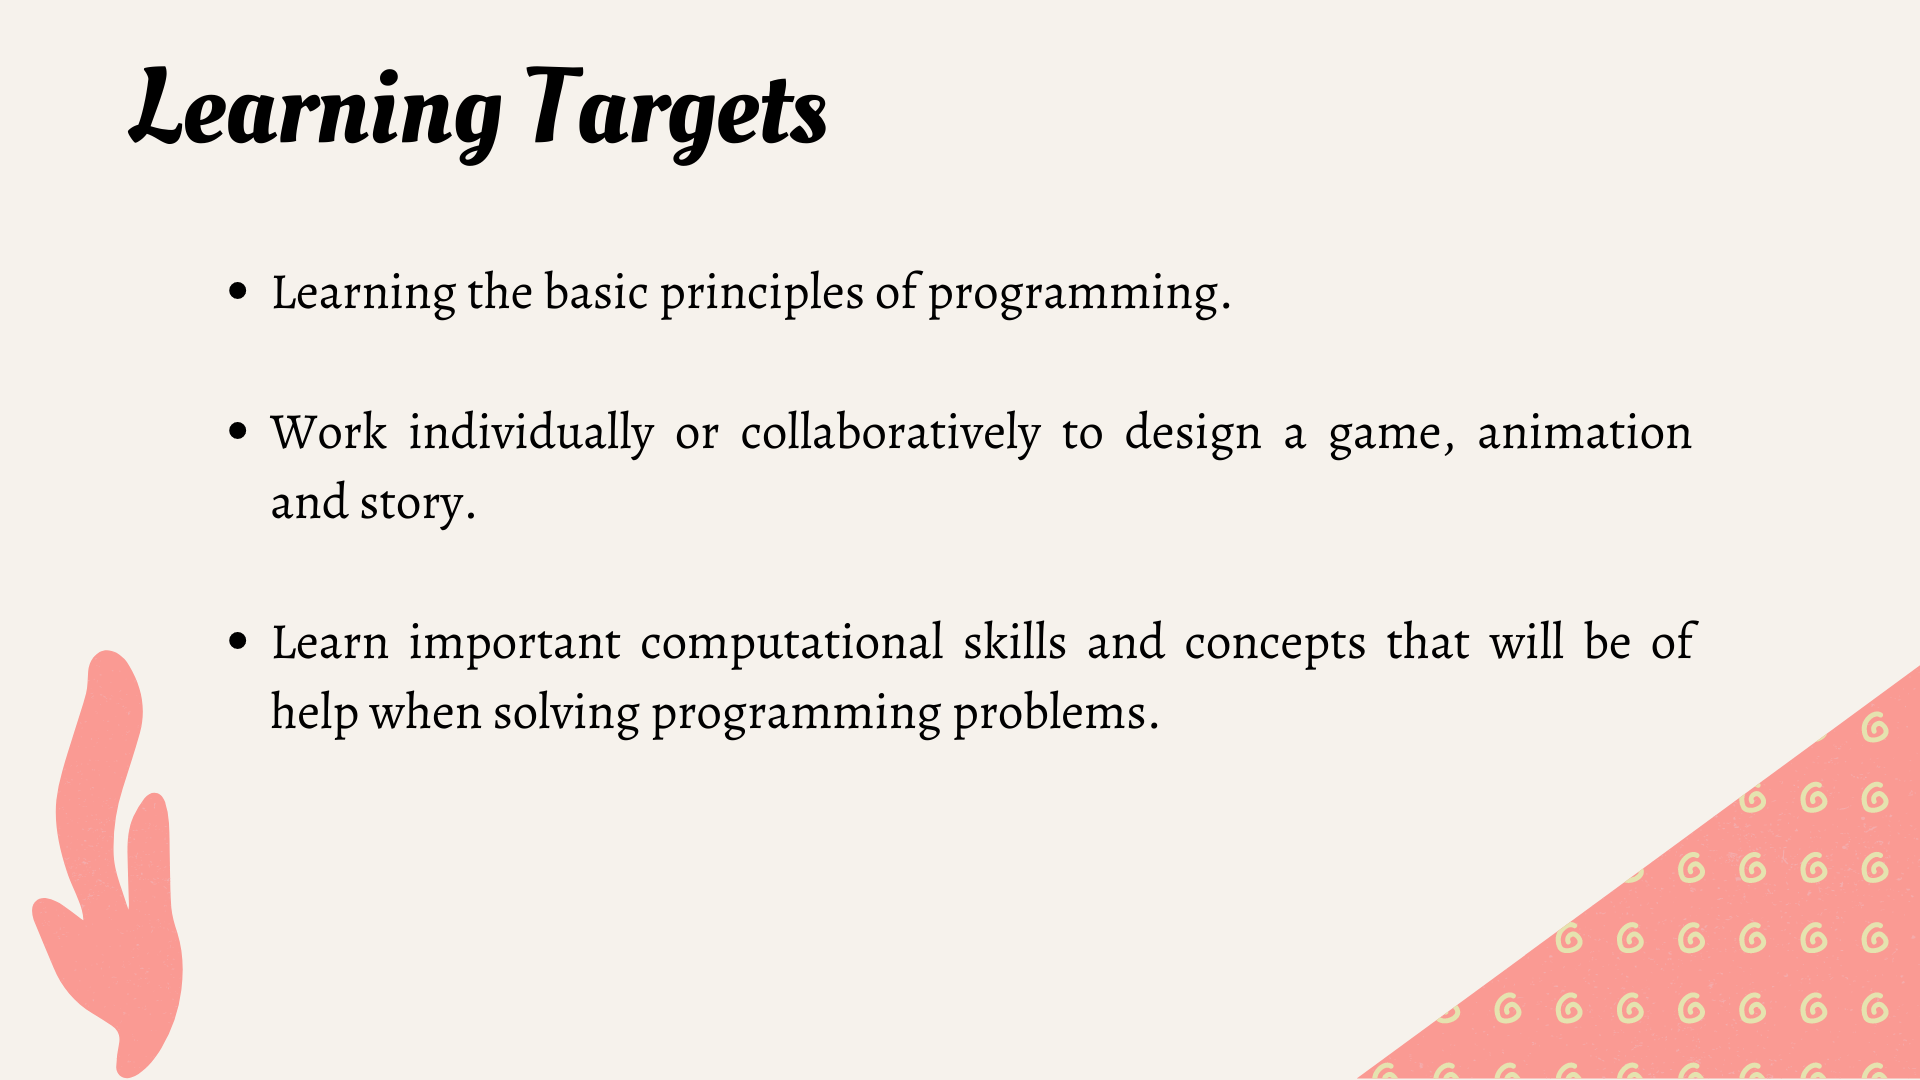 Learning Targets
• Learning the basic principles of programming.
• Work individually or collaboratively to design a game, animation
and story.
• Learn important computational skills and concepts that will be of
help when solving programming problems.